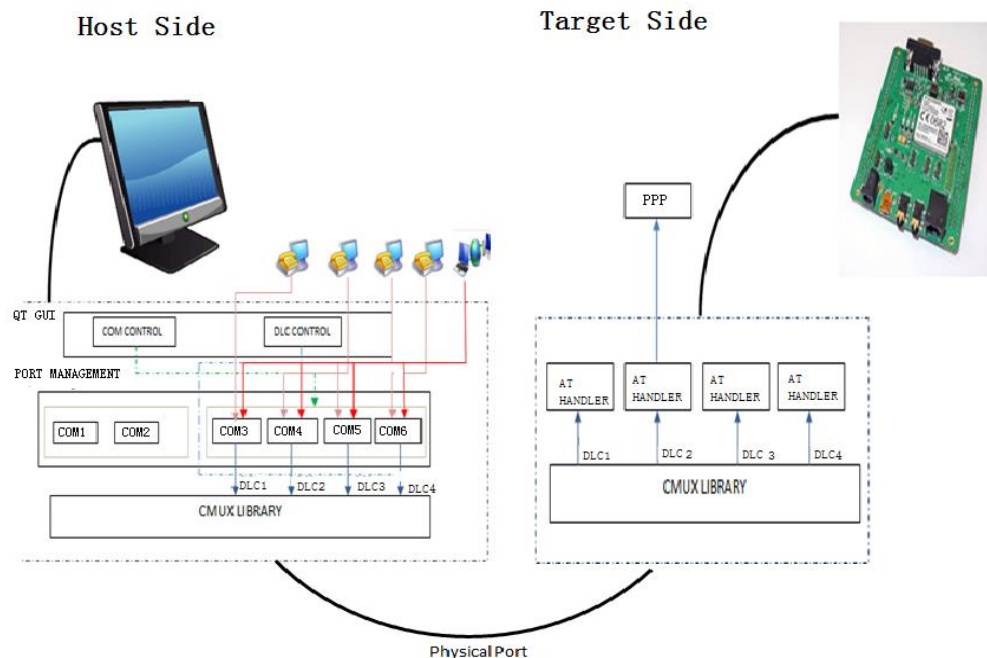 Host Side
Target Side
PPP
QT GUI
COM CONTROL
DLC CONTROL
PORT MANAGEMENT
COM1
COM2
COM3
COM4
COM5
COM6
DLC1
DLC2
DLC3
DLC4
CMUX LIBRARY
AT
HANDLER
AT
HANDLER
AT
HANDLER
AT
HANDLER
DLC1
DLC 2
DLC 3
DLC4
CMUX LIBRARY
Physical Port